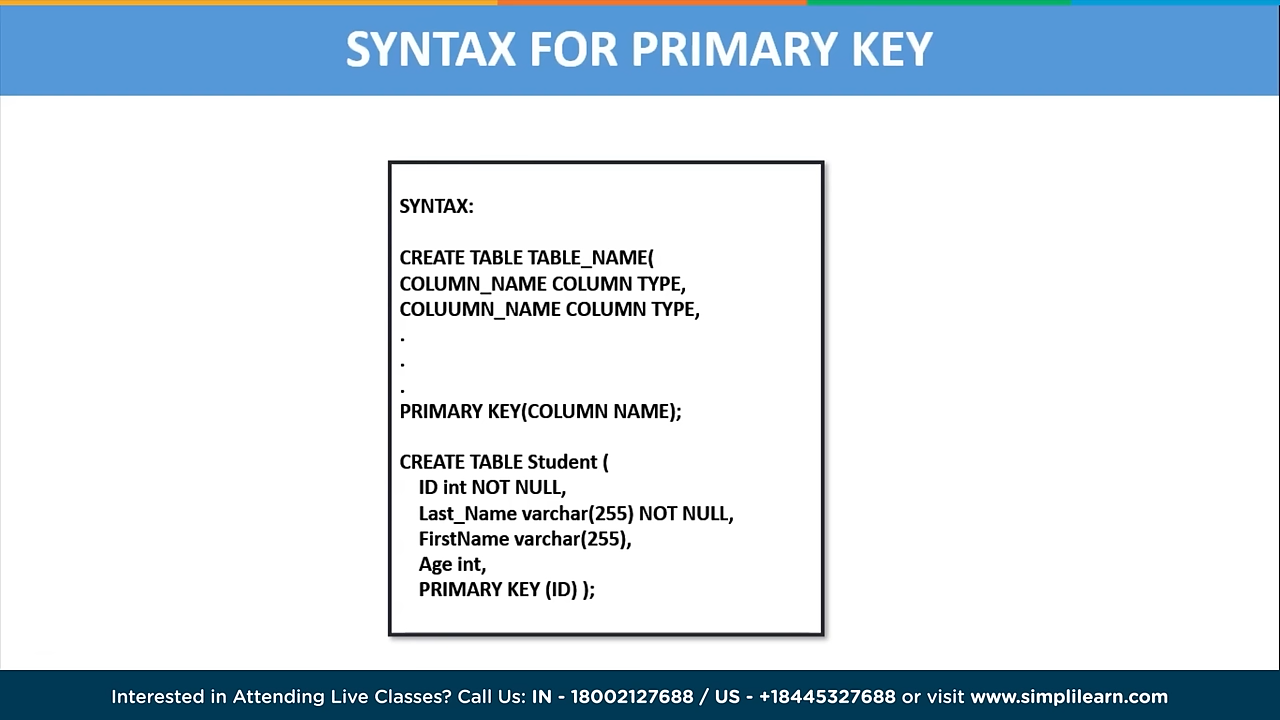 SYNTAX FOR PRIMARY KEY
SYNTAX:
CREATE TABLE TABLE_NAME(
COLUMN_NAME COLUMN TYPE,
COLUUMN_NAME COLUMN TYPE,
.
.
.
PRIMARY KEY(COLUMN NAME);
CREATE TABLE Student (
ID int NOT NULL,
Last_Name varchar(255) NOT NULL,
FirstName varchar(255),
Age int,
PRIMARY KEY (ID) );
Interested in Attending Live Classes? Call Us: IN - 18002127688 / US - +18445327688 or visit www.simplilearn.com